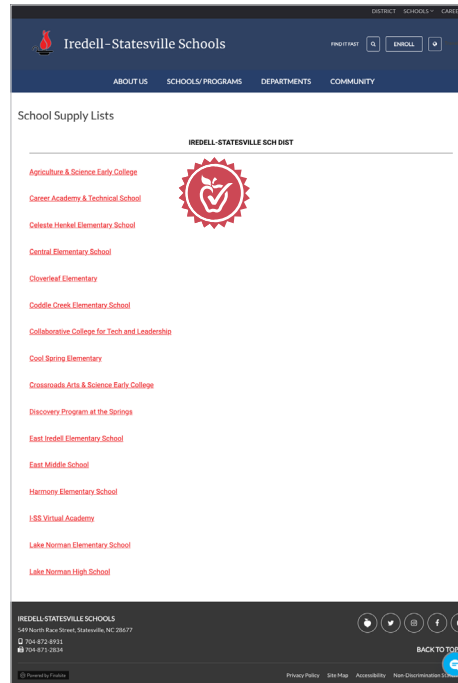 DISTRICT SCHOOLS CAREE
Iredell-Statesville Schools
FIND IT FAST ENROLL
ABOUT US SCHOOLS/ PROGRAMS DEPARTMENTS COMMUNITY
School Supply Lists
IREDELL-STATESVILLE SCH DIST
Agriculture & Science Early College
Career Academy & Technical School
Celeste Henkel Elementary School
Central Elementary School
Cloverleaf Elementary
Coddle Creek Elementary School
Collaborative College for Tech and Leadership
Cool Spring Elementary
Crossroads Arts & Science Early College
Discovery Program at the Springs
East Iredell Elementary School
East Middle School
Harmony Elementary School
I-SS Virtual Academy
Lake Norman Elementary School
Lake Norman High School
IREDELL-STATESVILLE SCHOOLS
549 North Race Street, Statesville, NC 28677
704-872-8931
704-871-2834
BACK TO TOP
Powered by Finalsite
Privacy Policy Site Map Accessibility Non-Discrimination